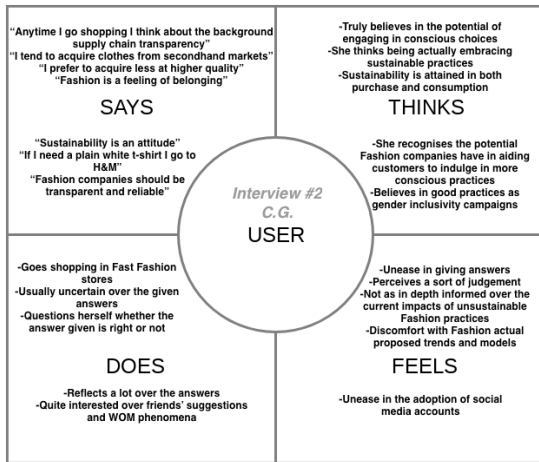 “Anytime I go shopping I think about the background
supply chain transparency”
“I tend to acquire clothes from secondhand markets”
“I prefer to acquire less at higher quality”
“Fashion is a feeling of belonging”
SAYS
“Sustainability is an attitude”
“If I need a plain white t-shirt I go to
H&M”
“Fashion companies should be
transparent and reliable”
-Truly believes in the potential of
engaging in conscious choices
-She thinks being actually embracing
sustainable practices
-Sustainability is attained in both
purchase and consumption
THINKS
-She recognises the potential
Fashion companies have in aiding
customers to indulge in more
conscious practices
-Believes in good practices as
gender inclusivity campaigns
Interview #2
C.G.
USER
-Goes shopping in Fast Fashion
stores
-Usually uncertain over the given
answers
-Questions herself whether the
answer given is right or not
DOES
-Reflects a lot over the answers
-Quite interested over friends’ suggestions
and WOM phenomena
-Unease in giving answers
-Perceives a sort of judgement
-Not as in depth informed over the
current impacts of unsustainable
Fashion practices
-Discomfort with Fashion actual
proposed trends and models
FEELS
-Unease in the adoption of social
media accounts